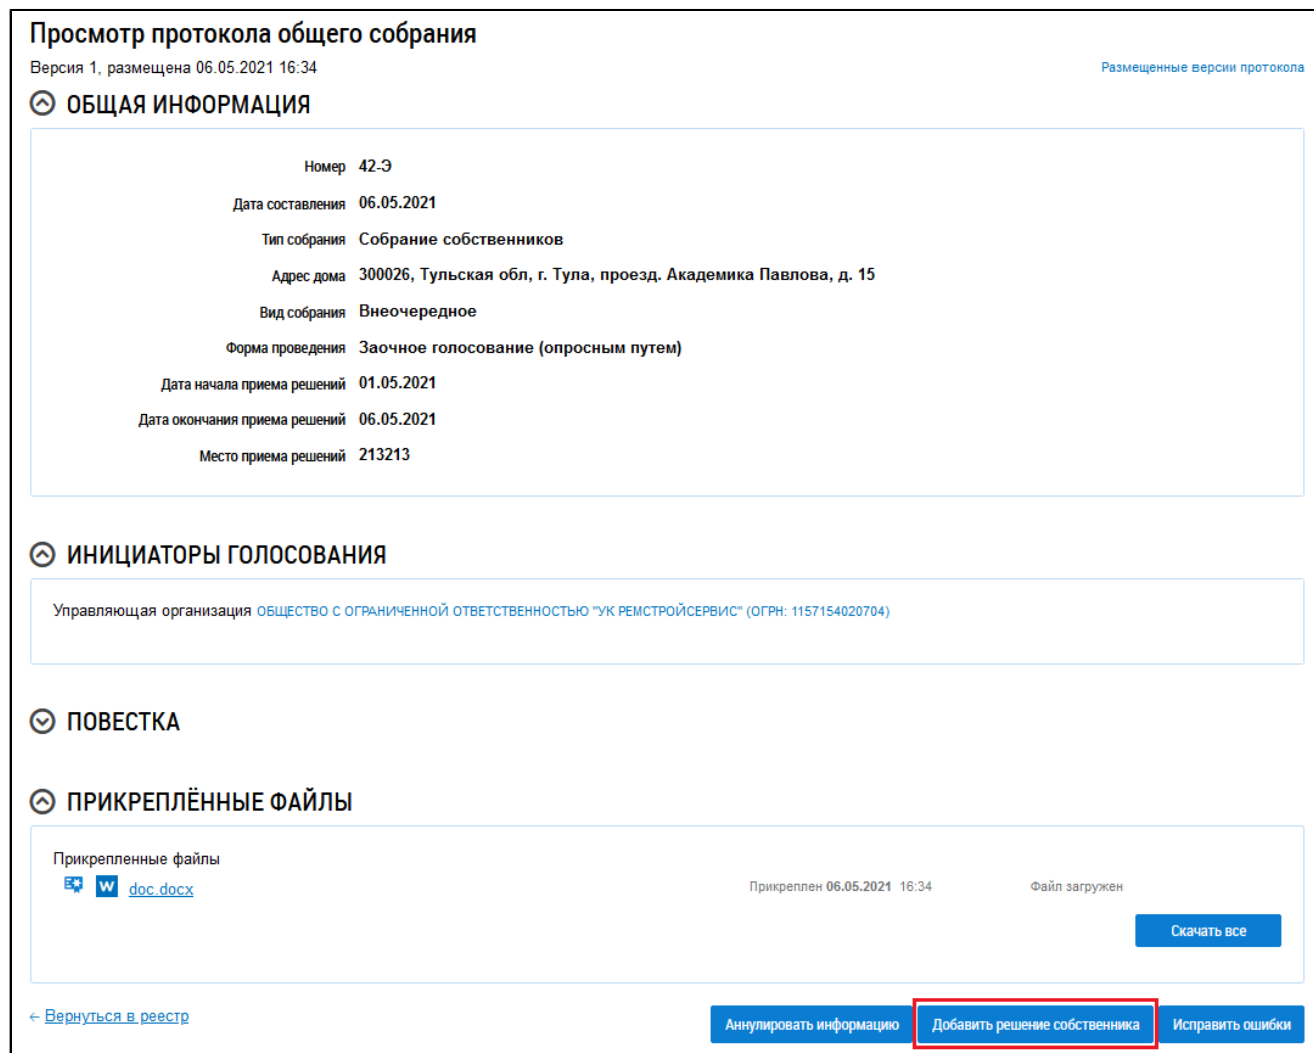 Просмотр протокола общего собрания
Версия 1, размещена 06.05.2021 16:34
Размещенные версии протокола
ОБЩАЯ ИНФОРМАЦИЯ
Номер 42-Э
Дата составления 06.05.2021
Тип собрания Собрание собственников
Адрес дома 300026, Тульская обл, г. Тула, проезд. Академика Павлова, д. 15
Вид собрания Внеочередное
Форма проведения Заочное голосование (опросным путем)
Дата начала приема решений 01.05.2021
Дата окончания приема решений 06.05.2021
Место приема решений 213213
ИНИЦИАТОРЫ ГОЛОСОВАНИЯ
Управляющая организация ОБЩЕСТВО С ОГРАНИЧЕННОЙ ОТВЕТСТВЕННОСТЬЮ "УК РЕМСТРОЙСЕРВИС" (ОГРН: 1157154020704)
ПОВЕСТКА
ПРИКРЕПЛЁННЫЕ ФАЙЛЫ
Прикрепленные файлы
W doc.docx Прикреплен 06.05.2021 16:34 Файл загружен
Скачать все
← Вернуться в реестр Аннулировать информацию Добавить решение собственника Исправить ошибки